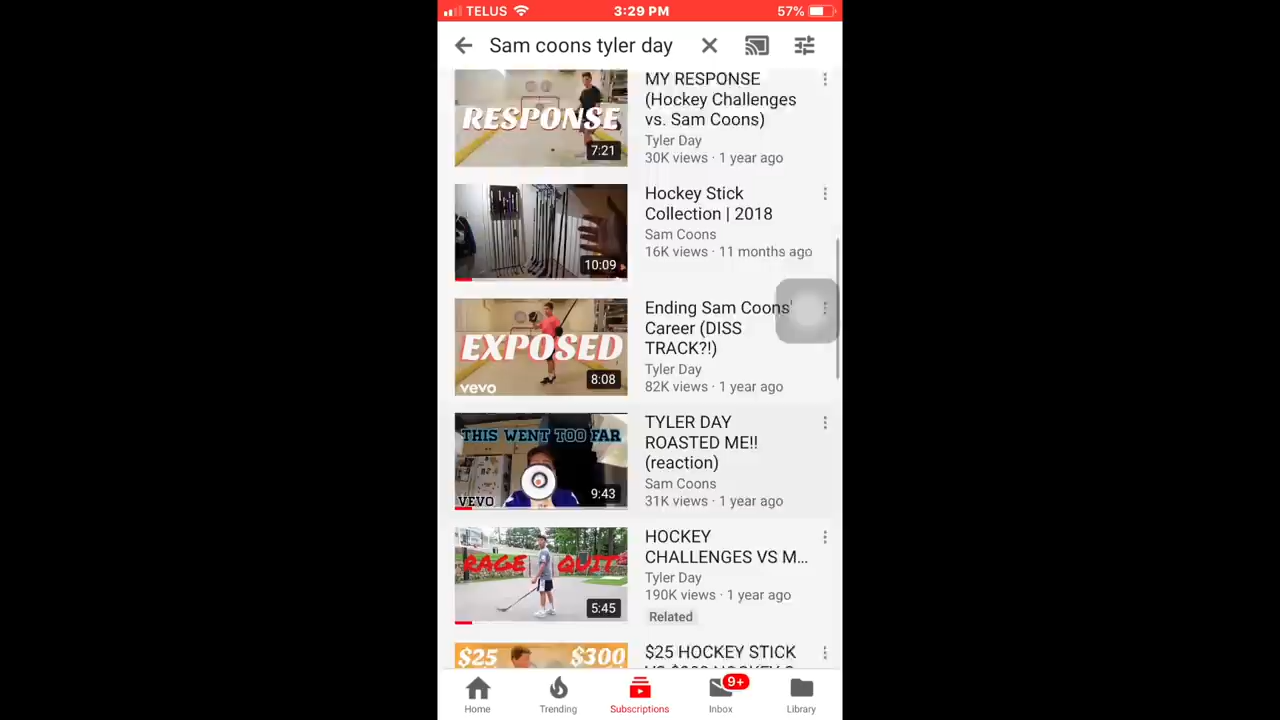 TELUS
3:29 PM
57%
Sam coons tyler day
RESPONSE
7:21
MY RESPONSE
(Hockey Challenges
vs. Sam Coons)
Tyler Day
30K views · 1 year ago
10:09
Hockey Stick
Collection | 2018
Sam Coons
16K views · 11 months ago
EXPOSED
vevo
8:08
Ending Sam Coons'
Career (DISS
TRACK?!)
Tyler Day
82K views · 1 year ago
THIS WENT TOO FAR
VEVO
9:43
TYLER DAY
ROASTED ME!!
(reaction)
Sam Coons
31K views · 1 year ago
RAGE QUIT
5:45
HOCKEY
CHALLENGES VS M...
Tyler Day
190K views · 1 year ago
Related
$25 $300
$25 HOCKEY STICK
9+
Home
Trending
Subscriptions
Inbox
Library